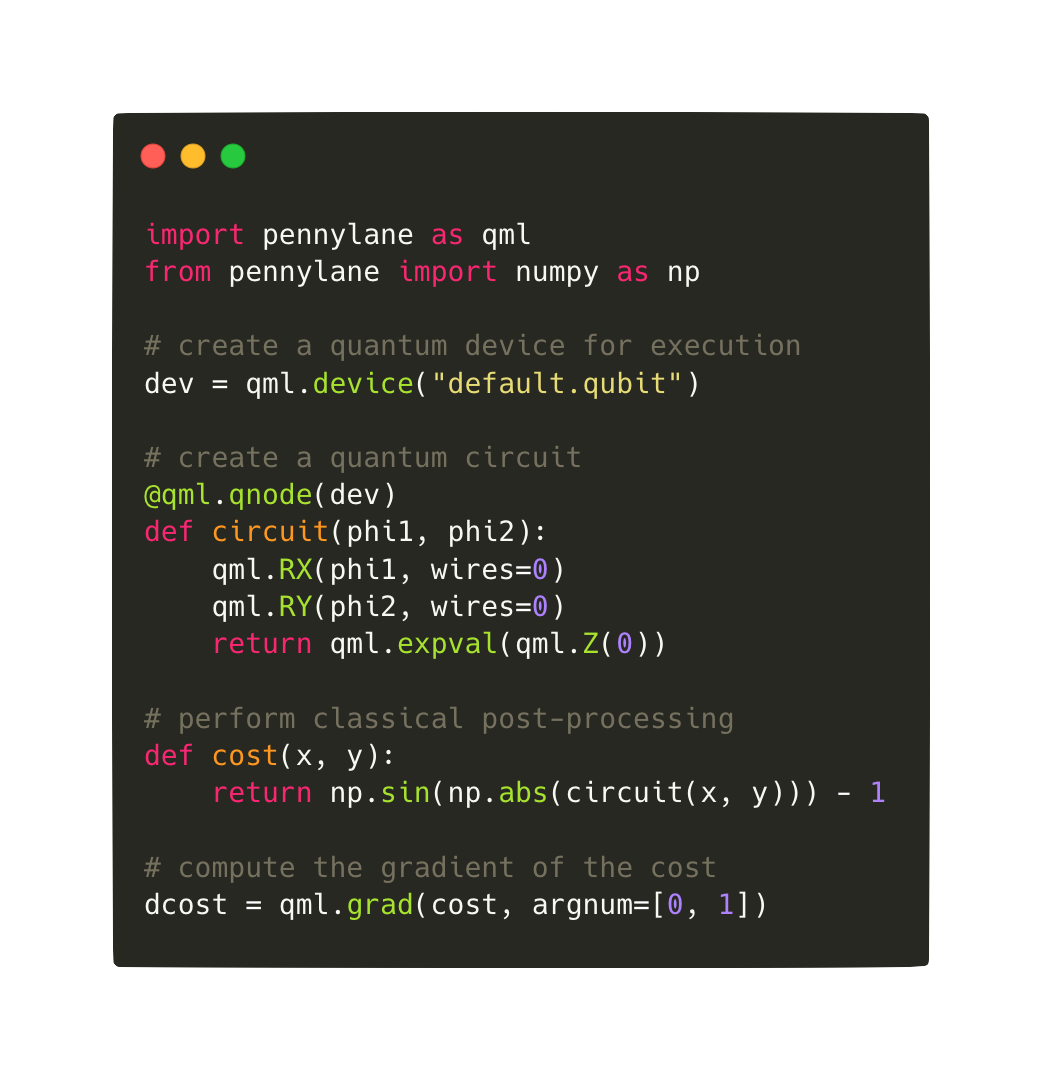 import pennylane as qml
from pennylane import numpy as np

# create a quantum device for execution
dev = qml.device("default.qubit")

# create a quantum circuit
@qml.qnode(dev)
def circuit(phi1, phi2):
    qml.RX(phi1, wires=0)
    qml.RY(phi2, wires=0)
    return qml.expval(qml.Z(0))

# perform classical post-processing
def cost(x, y):
    return np.sin(np.abs(circuit(x, y))) - 1

# compute the gradient of the cost
dcost = qml.grad(cost, argnum=[0, 1])